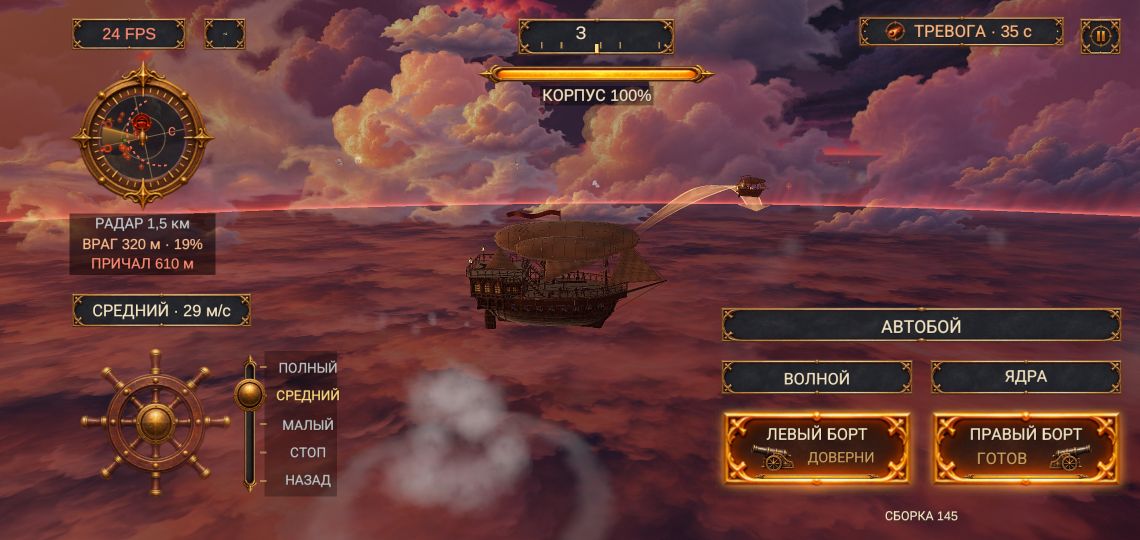 24 FPS
З
ТРЕВОГА · 35 с
КОРПУС 100%
С
РАДАР 1,5 км
ВРАГ 320 м · 19%
ПРИЧАЛ 610 м
СРЕДНИЙ · 29 м/с
ПОЛНЫЙ
СРЕДНИЙ
МАЛЫЙ
СТОП
НАЗАД
АВТОБОЙ
ВОЛНОЙ
ЯДРА
ЛЕВЫЙ БОРТ
ДОВЕРНИ
ПРАВЫЙ БОРТ
ГОТОВ
СБОРКА 145